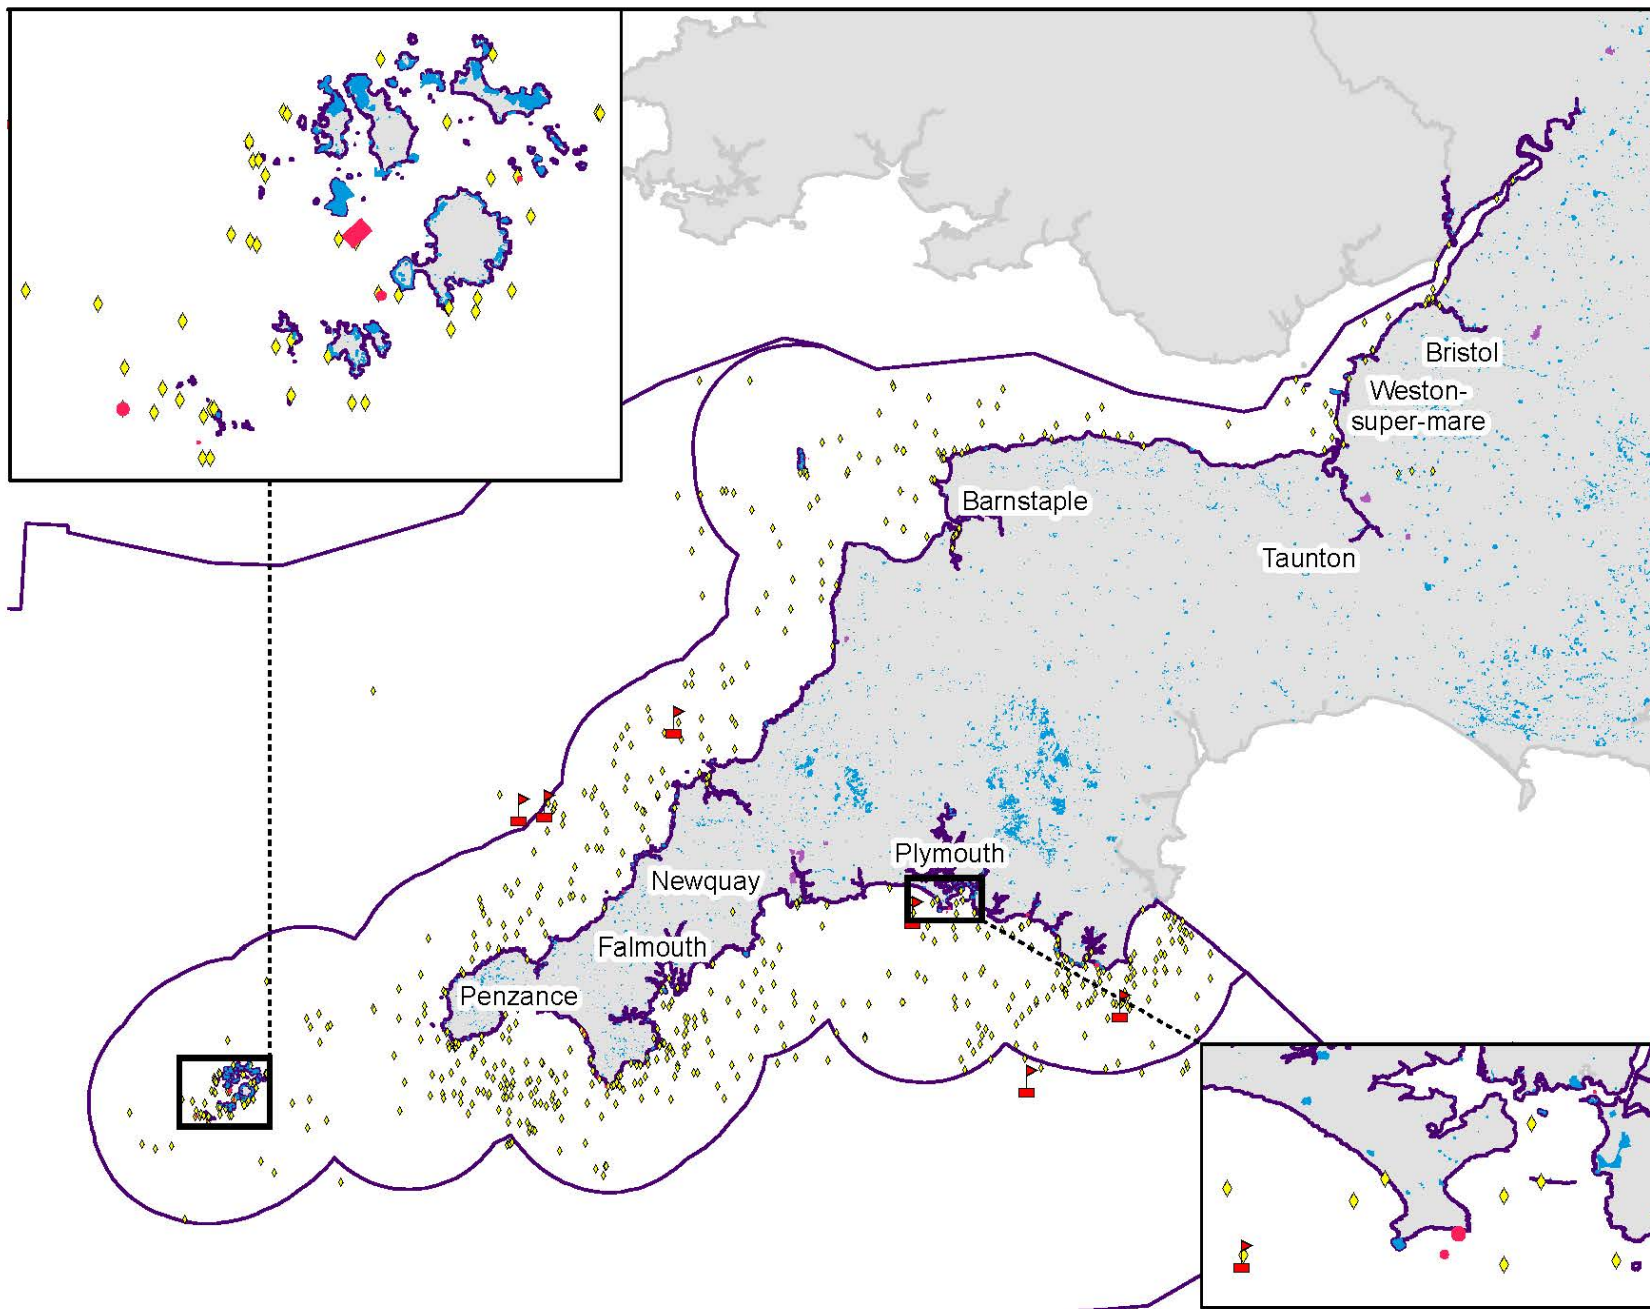 Bristol
Weston-
super-mare
Barnstaple
Taunton
Plymouth
Newquay
Falmouth
Penzance